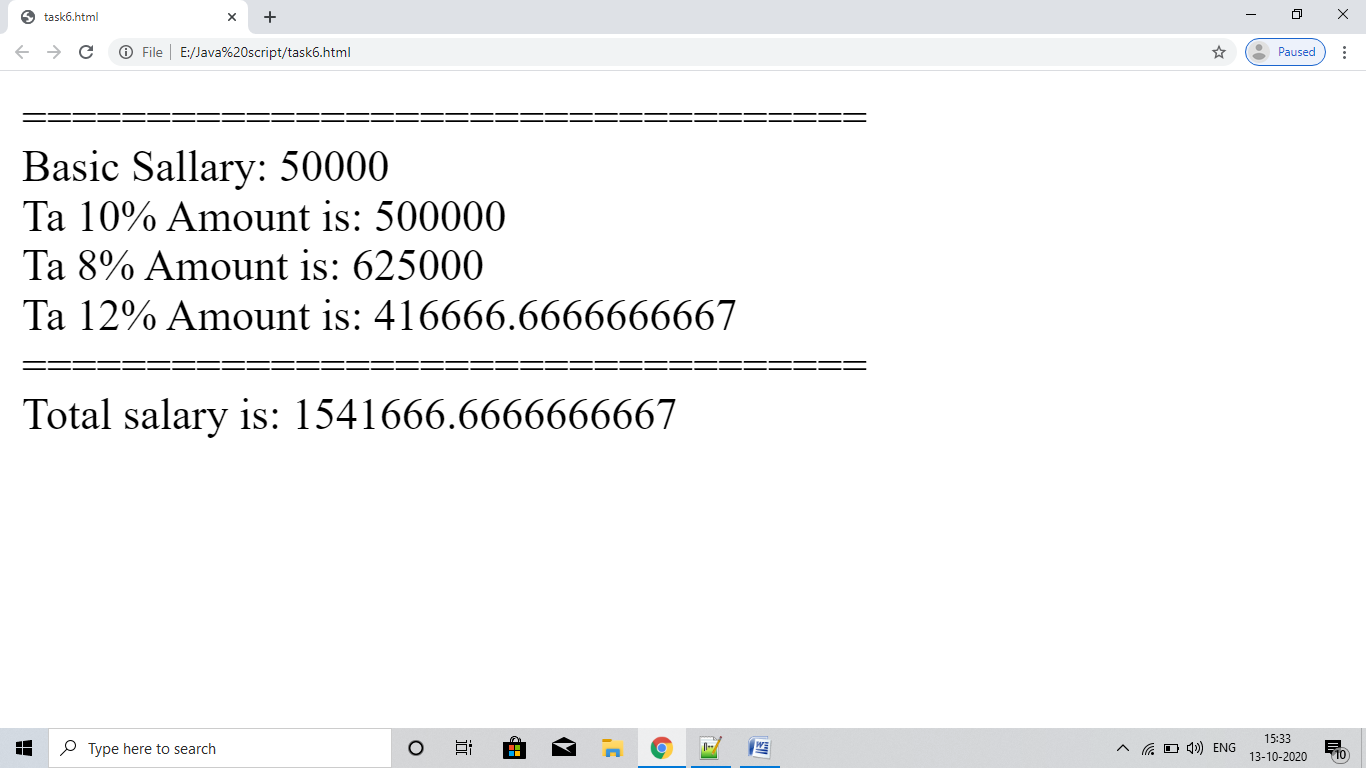 task6.html
File E:/Java%20script/task6.html Paused
==================================
Basic Sallary: 50000
Ta 10% Amount is: 500000
Ta 8% Amount is: 625000
Ta 12% Amount is: 416666.6666666667
==================================
Total salary is: 1541666.6666666667
Type here to search
ENG
15:33
13-10-2020
10